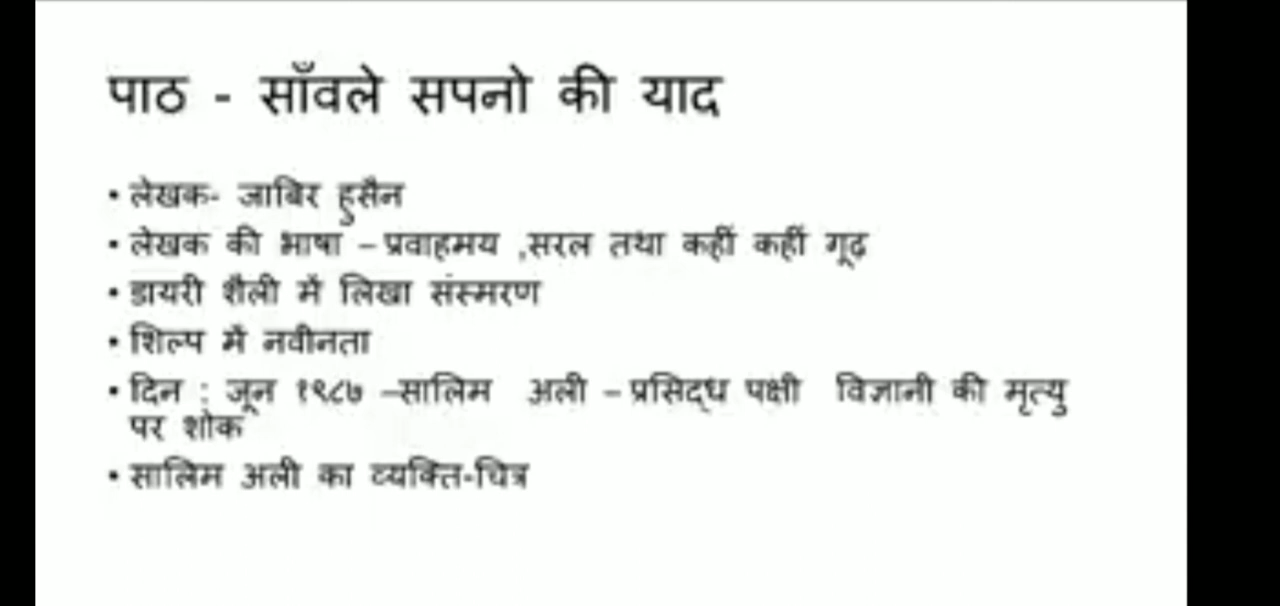 पाठ - साँवले सपनो की याद
• लेखक- जाबिर हुसैन
• लेखक की भाषा – प्रवाहमय ,सरल तथा कहीं कहीं गूढ़
• डायरी शैली में लिखा संस्मरण
• शिल्प में नवीनता
• दिन : जून १९८७ –सालिम अली – प्रसिद्ध पक्षी विज्ञानी की मृत्यु
पर शोक
• सालिम अली का व्यक्ति-चित्र